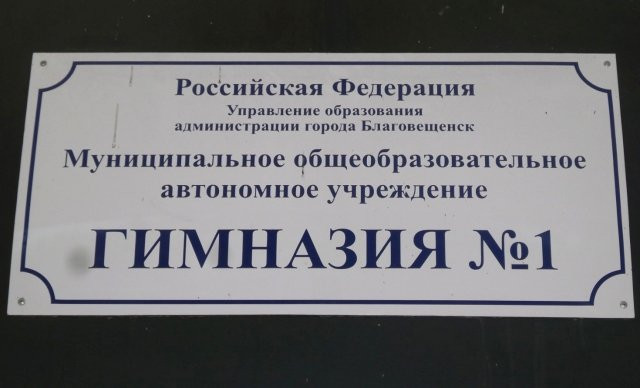 Российская Федерация
Управление образования
администрации города Благовещенск
Муниципальное общеобразовательное
автономное учреждение
ГИМНАЗИЯ №1